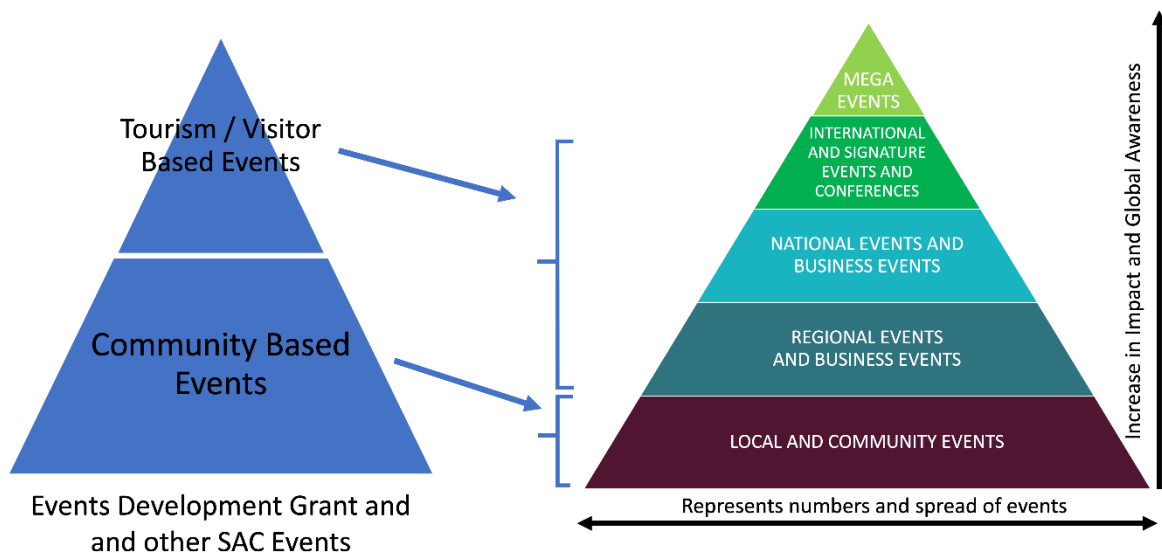 Tourism / Visitor
Based Events
Community Based
Events
Events Development Grant and
and other SAC Events
MEGA
EVENTS
INTERNATIONAL
AND SIGNATURE
EVENTS AND
CONFERENCES
NATIONAL EVENTS AND
BUSINESS EVENTS
REGIONAL EVENTS
AND BUSINESS EVENTS
LOCAL AND COMMUNITY EVENTS
Represents numbers and spread of events
Increase in Impact and Global Awareness